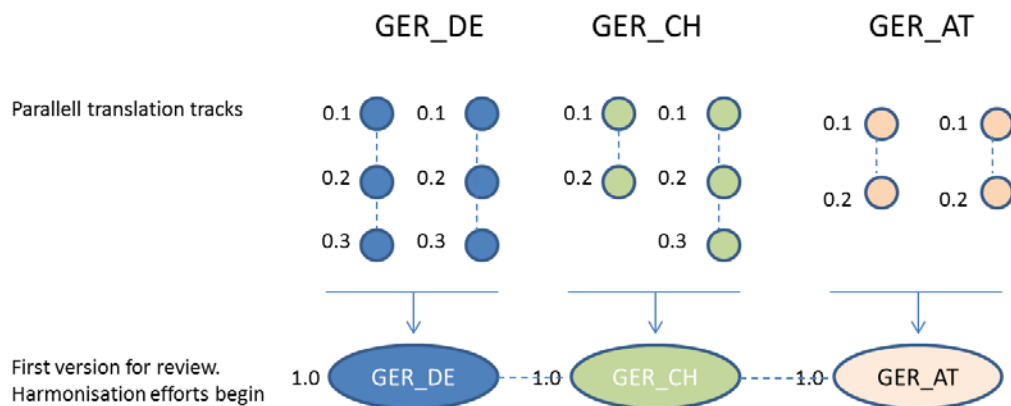 GER_DE GER_CH GER_AT
Parallell translation tracks
0.1 0.1 0.1 0.1 0.1 0.1
0.2 0.2 0.2 0.2 0.2 0.2
0.3 0.3 0.3
First version for review.
Harmonisation efforts begin
1.0 GER_DE 1.0 GER_CH 1.0 GER_AT